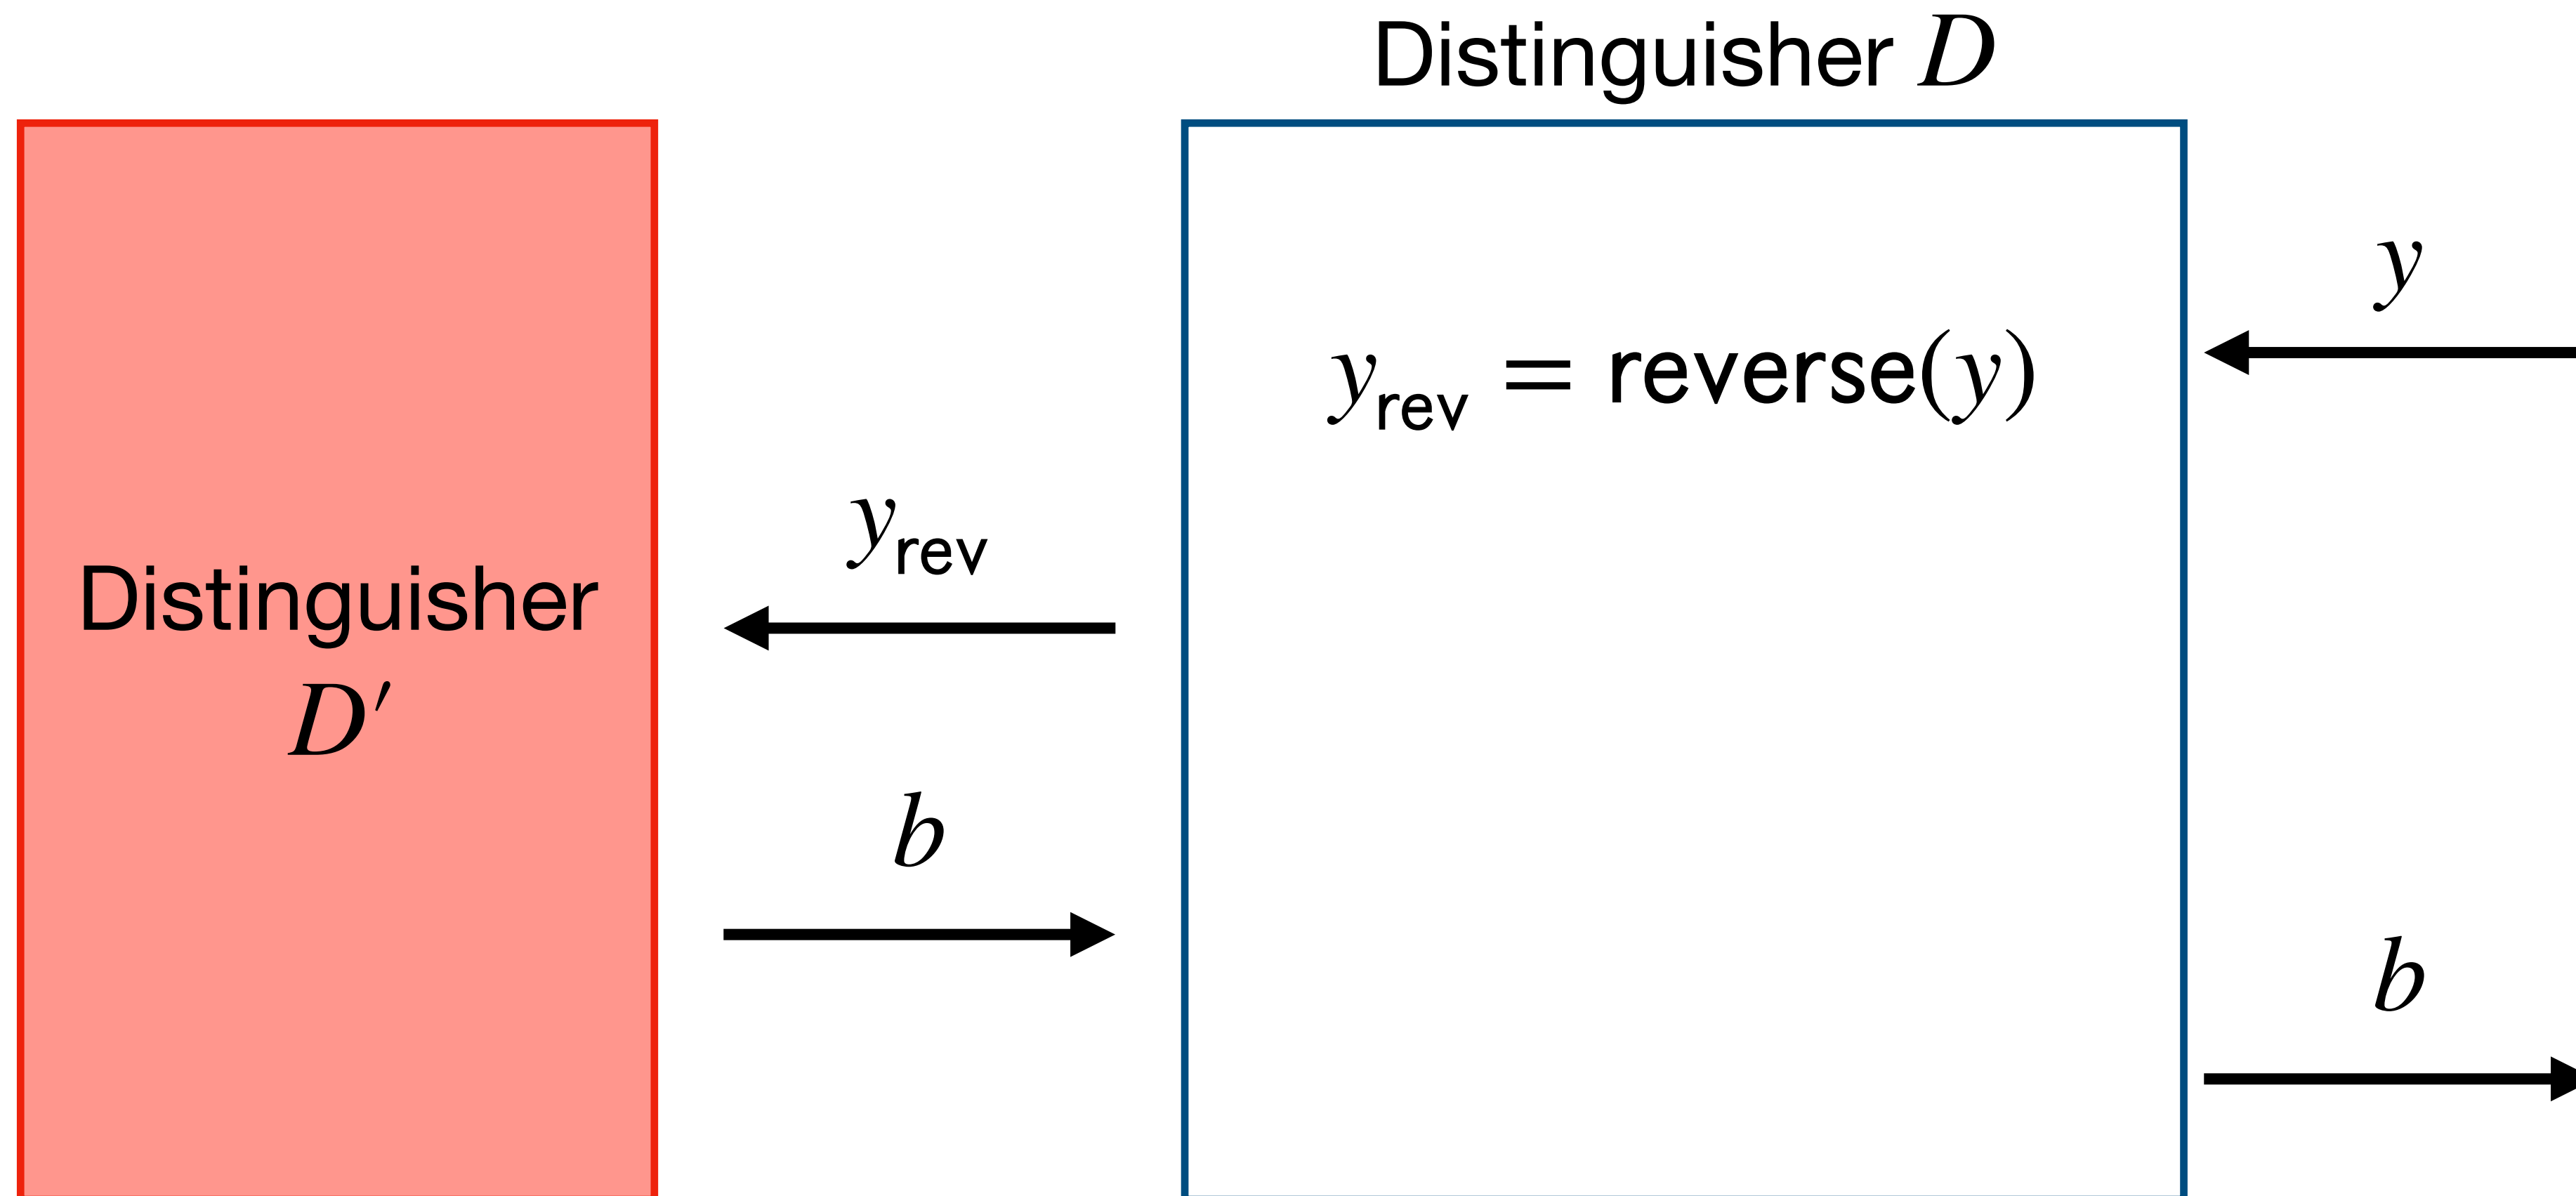 Distinguisher D
y
y_rev = reverse(y)
y_rev
Distinguisher
D′
b
b